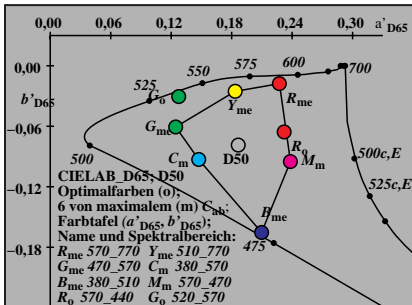 0,00 0,06 0,12 0,18 0,24 0,30 a'D65
0,00
b'D65
−0,06
−0,12
−0,18
525 550 575 600 700
500
475
500c,E
525c,E
Go
Yme
Rme
Gme
Cm
D50
Ro
Mm
Bme
CIELAB_D65, D50
Optimalfarben (o),
6 von maximalem (m) Cab;
Farbtafel (a'D65, b'D65);
Name und Spektralbereich:
Rme 570_770 Yme 510_770
Gme 470_570 Cm 380_570
Bme 380_510 Mm 570_470
Ro 570_440 Go 520_570